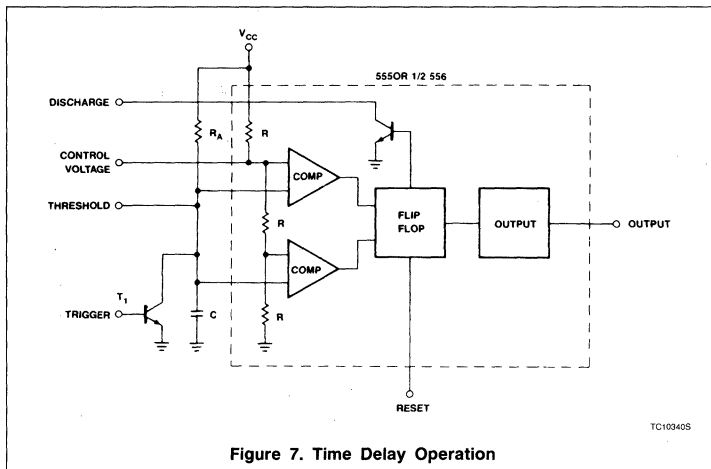 VCC
555OR 1/2 556
DISCHARGE
RA
R
CONTROL
VOLTAGE
COMP
THRESHOLD
R
FLIP
FLOP
OUTPUT
OUTPUT
COMP
T1
TRIGGER
C
R
RESET
TC10340S
Figure 7. Time Delay Operation